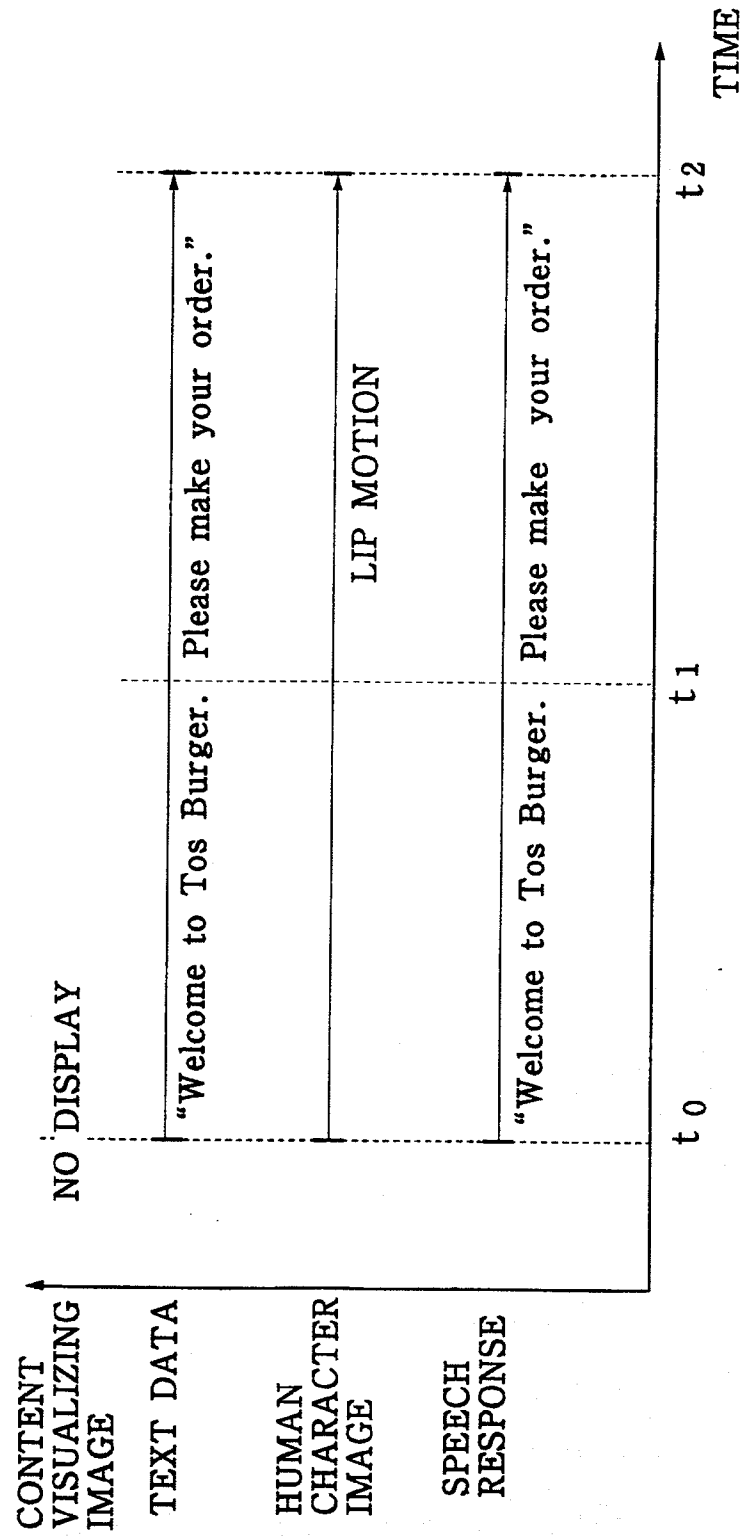 CONTENT
VISUALIZING
IMAGE
NO DISPLAY
TEXT DATA
“Welcome to Tos Burger. Please make your order.”
HUMAN
CHARACTER
IMAGE
LIP MOTION
SPEECH
RESPONSE
“Welcome to Tos Burger. Please make your order.”
t0
t1
t2
TIME